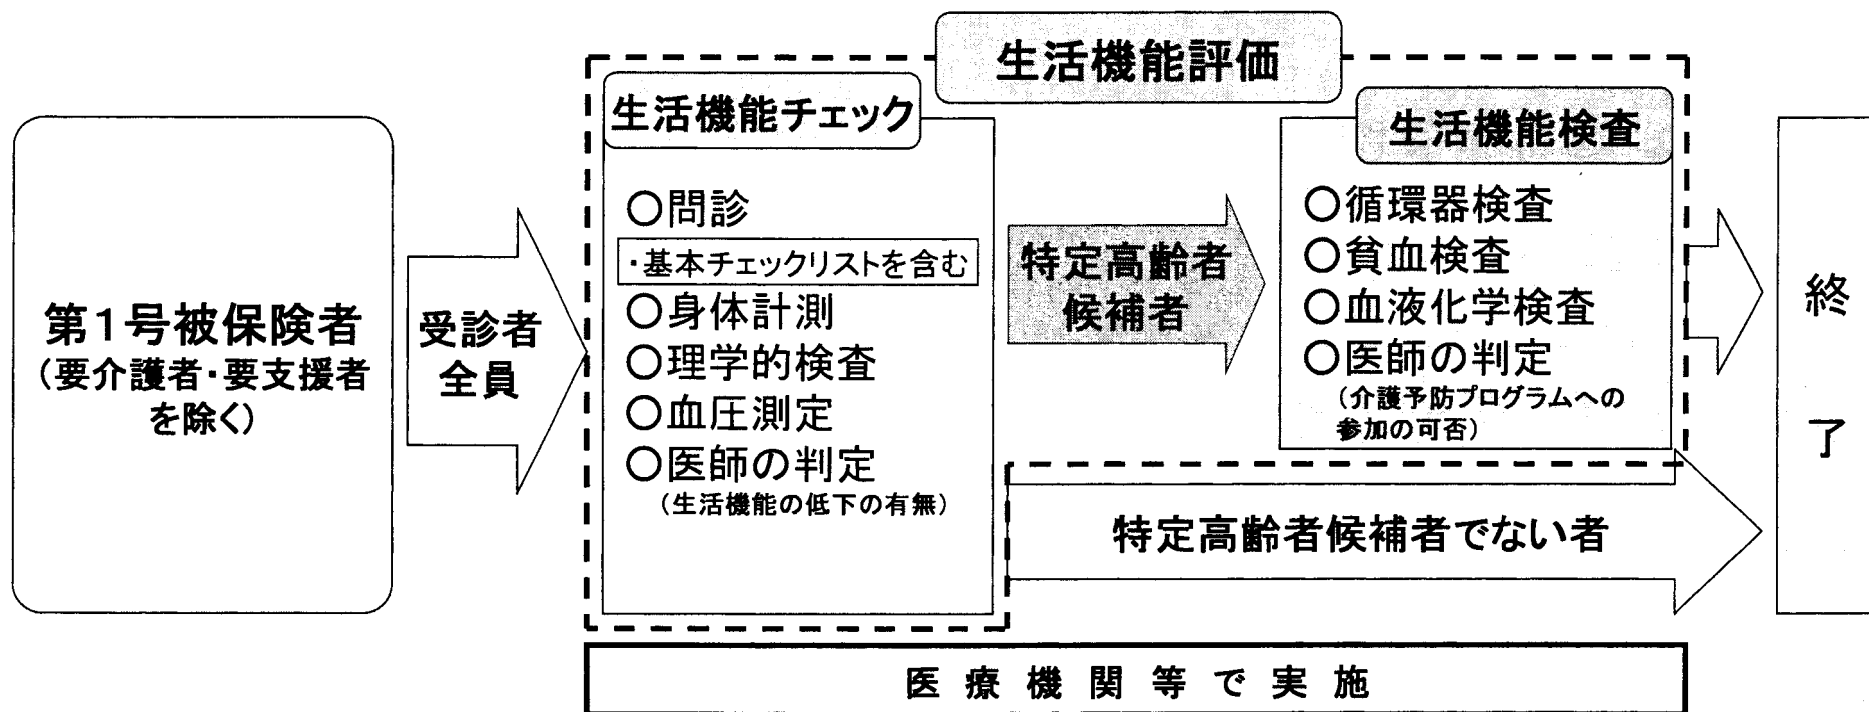 生活機能評価
第1号被保険者
(要介護者・要支援者
を除く)
受診者
全員
生活機能チェック
○問診
・基本チェックリストを含む
○身体計測
○理学的検査
○血圧測定
○医師の判定
(生活機能の低下の有無)
特定高齢者
候補者
生活機能検査
○循環器検査
○貧血検査
○血液化学検査
○医師の判定
(介護予防プログラムへの
参加の可否)
特定高齢者候補者でない者
終
了
医療機関等で実施